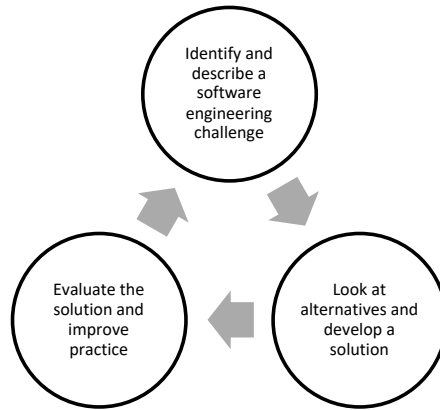 Identify and
describe a
software
engineering
challenge
Look at
alternatives and
develop a
solution
Evaluate the
solution and
improve
practice